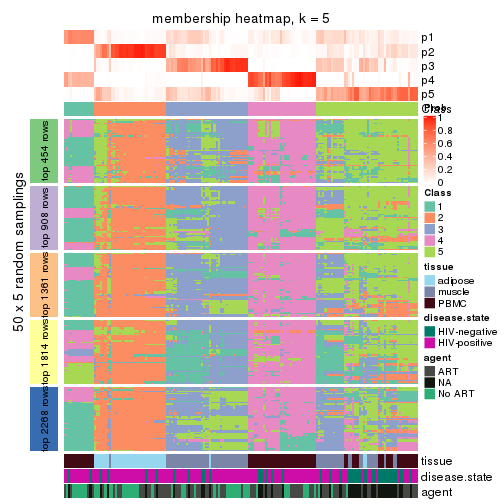 membership heatmap, k = 5
p1
p2
p3
p4
p5
Prob
Class
1
0.8
0.6
0.4
0.2
0
Class
1
2
3
4
5
tissue
adipose
muscle
PBMC
disease.state
HIV-negative
HIV-positive
agent
ART
NA
No ART
50 x 5 random samplings
top 454 rows
top 908 rows
top 1361 rows
top 1814 rows
top 2268 rows
tissue
disease.state
agent